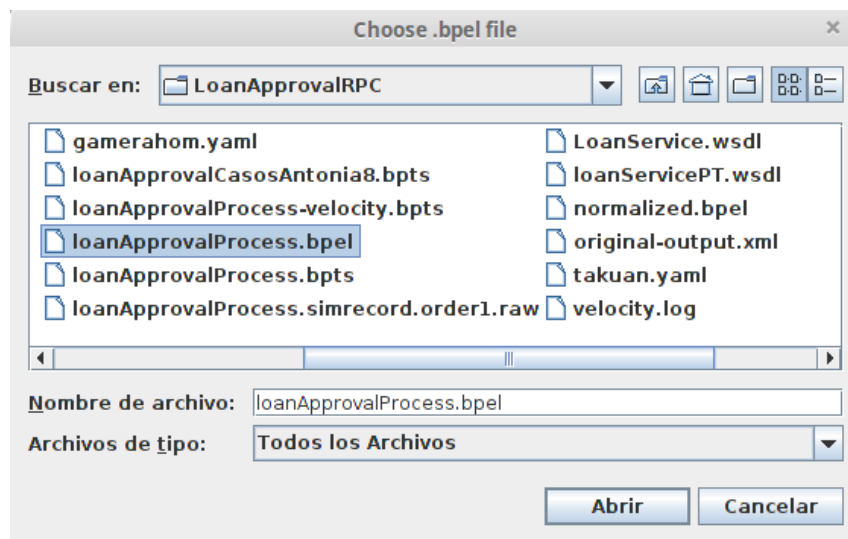 Choose .bpel file
Buscar en: LoanApprovalRPC
gamerahom.yaml
loanApprovalCasosAntonia8.bpts
loanApprovalProcess-velocity.bpts
loanApprovalProcess.bpel
loanApprovalProcess.bpts
loanApprovalProcess.simrecord.order1.raw
LoanService.wsdl
loanServicePT.wsdl
normalized.bpel
original-output.xml
takuan.yaml
velocity.log
Nombre de archivo: loanApprovalProcess.bpel
Archivos de tipo: Todos los Archivos
Abrir Cancelar